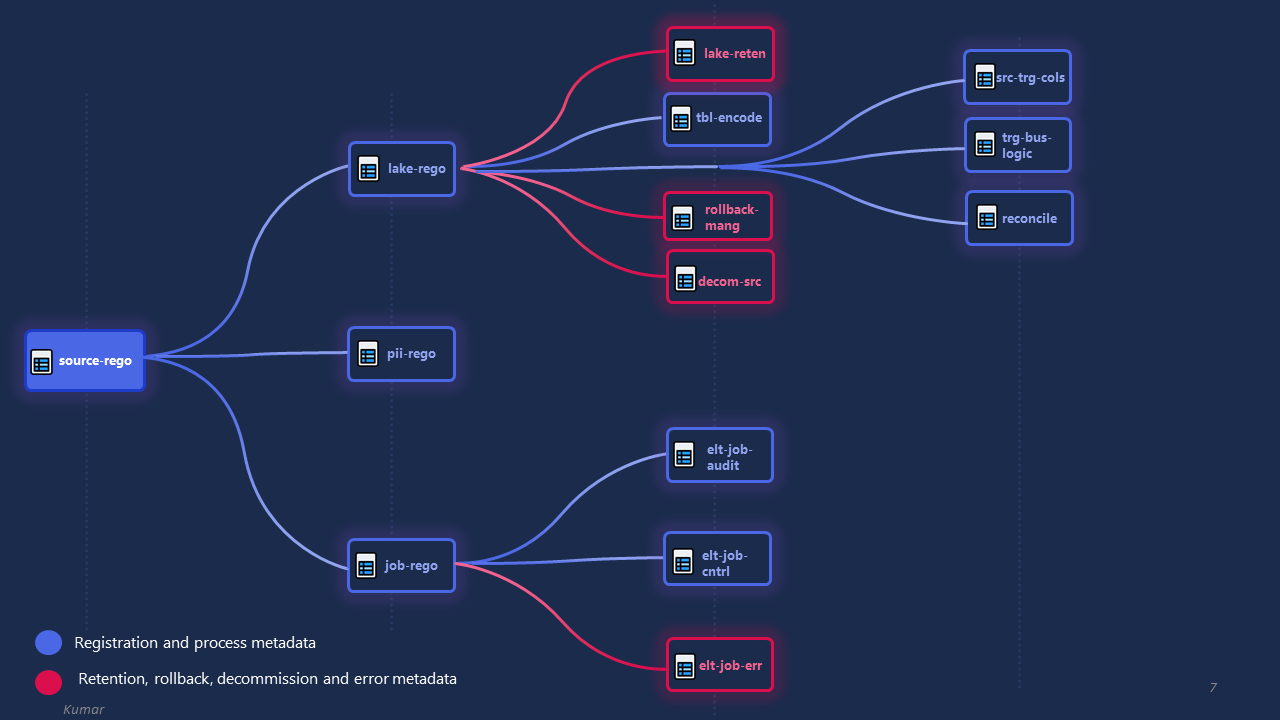 lake-reten
tbl-encode
src-trg-cols
trg-bus-
logic
reconcile
lake-rego
rollback-
mang
decom-src
source-rego
pii-rego
elt-job-
audit
elt-job-
cntrl
job-rego
elt-job-err
Registration and process metadata
Retention, rollback, decommission and error metadata
Kumar
7